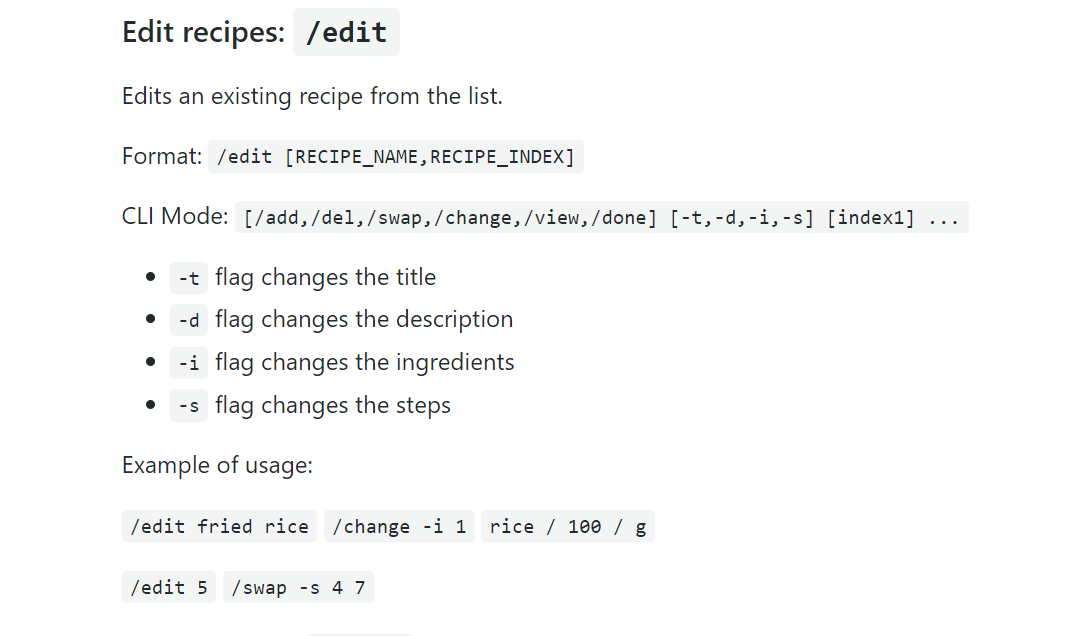 Edit recipes: /edit
Edits an existing recipe from the list.
Format: /edit [RECIPE_NAME,RECIPE_INDEX]
CLI Mode: [/add,/del,/swap,/change,/view,/done] [-t,-d,-i,-s] [index1] ...
-t flag changes the title
-d flag changes the description
-i flag changes the ingredients
-s flag changes the steps
Example of usage:
/edit fried rice /change -i 1 rice / 100 / g
/edit 5 /swap -s 4 7